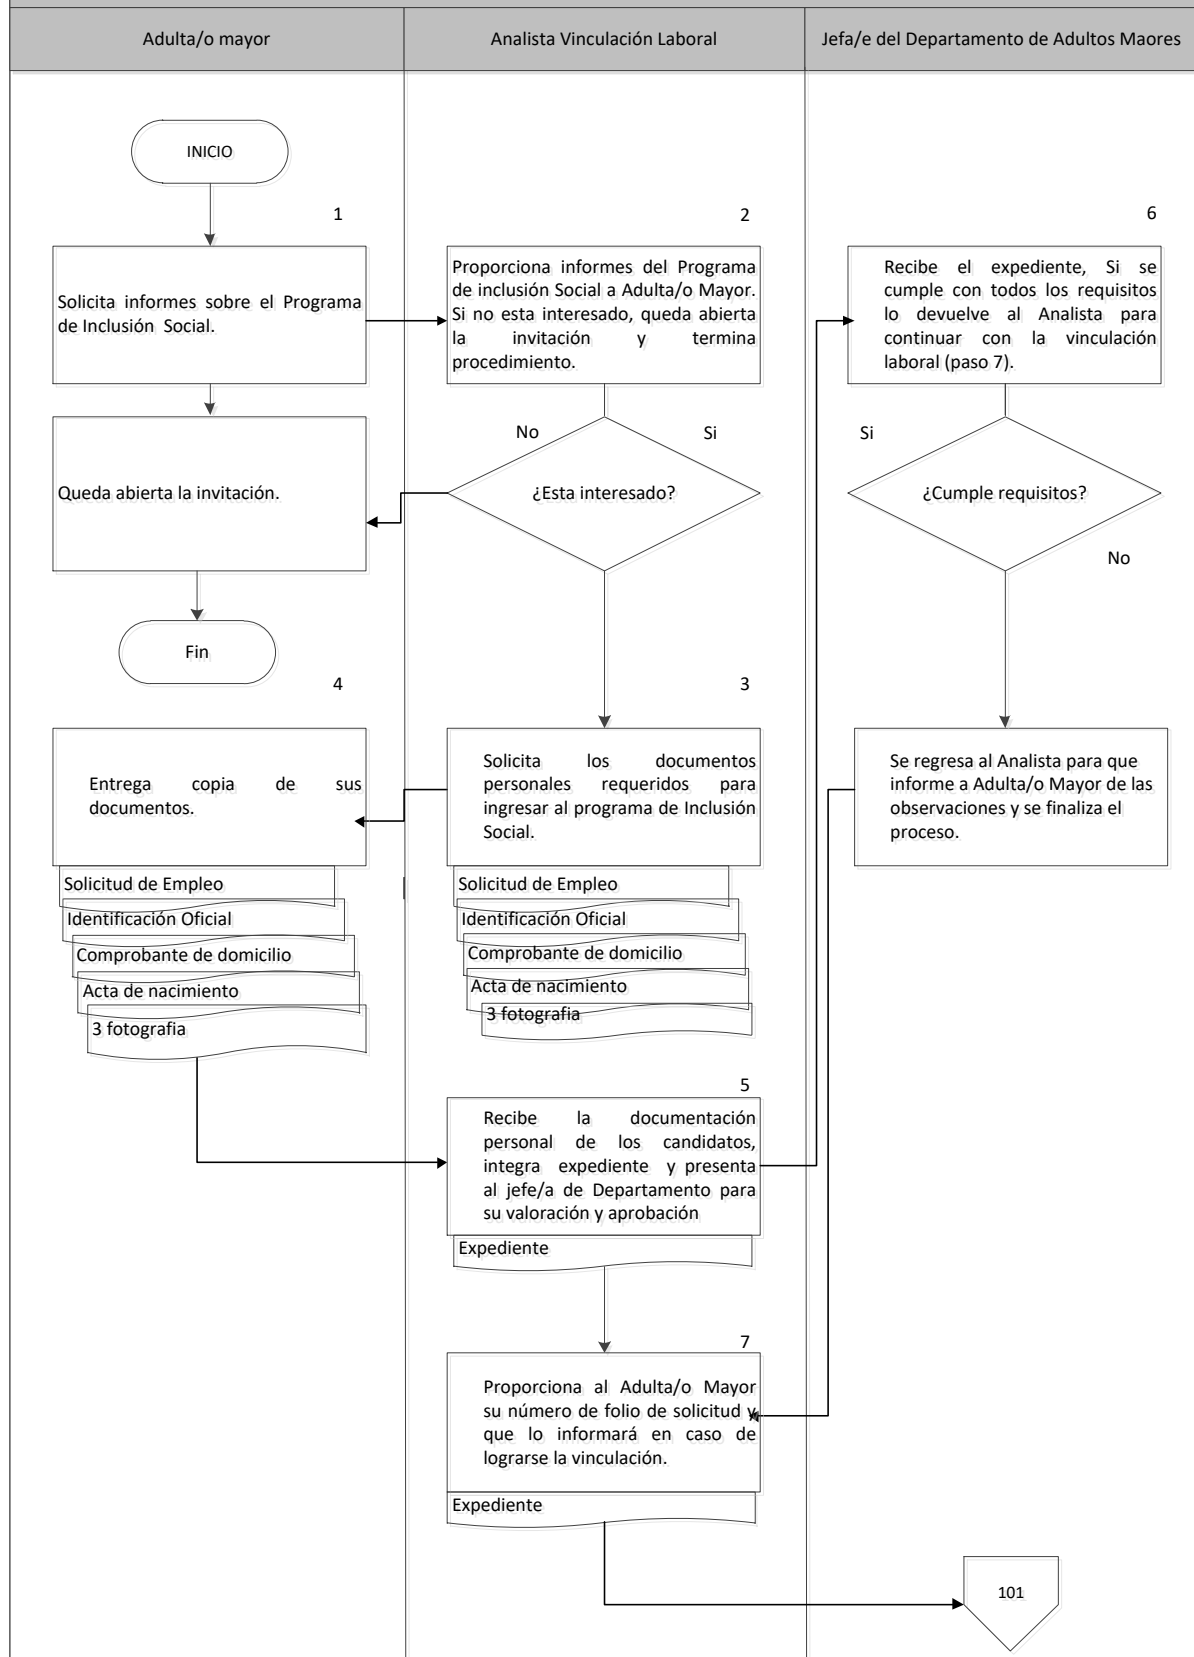 Adulta/o mayor
Analista Vinculación Laboral
Jefa/e del Departamento de Adultos Maores
INICIO
1
2
6
Solicita informes sobre el Programa
de Inclusión Social.
Proporciona informes del Programa
de inclusión Social a Adulta/o Mayor.
Si no esta interesado, queda abierta
la invitación y termina
procedimiento.
Recibe el expediente, Si se
cumple con todos los requisitos
lo devuelve al Analista para
continuar con la vinculación
laboral (paso 7).
Queda abierta la invitación.
No
Si
¿Esta interesado?
Si
¿Cumple requisitos?
No
Fin
4
3
Entrega copia de sus
documentos.
Solicita los documentos
personales requeridos para
ingresar al programa de Inclusión
Social.
Se regresa al Analista para que
informe a Adulta/o Mayor de las
observaciones y se finaliza el
proceso.
Solicitud de Empleo
Identificación Oficial
Comprobante de domicilio
Acta de nacimiento
3 fotografia
Solicitud de Empleo
Identificación Oficial
Comprobante de domicilio
Acta de nacimiento
3 fotografia
5
Recibe la documentación
personal de los candidatos,
integra expediente y presenta
al jefe/a de Departamento para
su valoración y aprobación
Expediente
7
Proporciona al Adulta/o Mayor
su número de folio de solicitud y
que lo informará en caso de
lograrse la vinculación.
Expediente
101